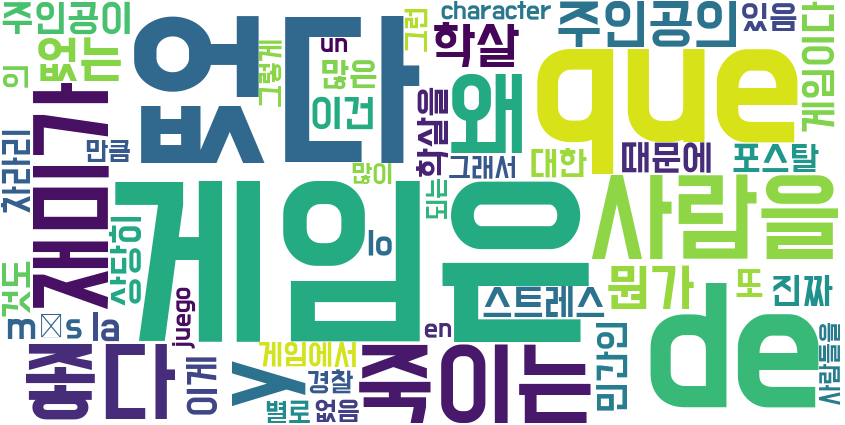 주인공이
없다
un
그런
character
학살
주인공의
있음
없는
그렇게
많은
이건
왜
que
게임이다
의
자라리
만큼
많이
학살을
그래서
대한
때문에
포스탈
게임은
되는
사람을
상당히
것도
lo
스트레스
뭔가
또
진짜
m□s
la
juego
en
de
좋다
이게
y
게임에서
경찰
별로
없음
죽이는
민간인
사람들을